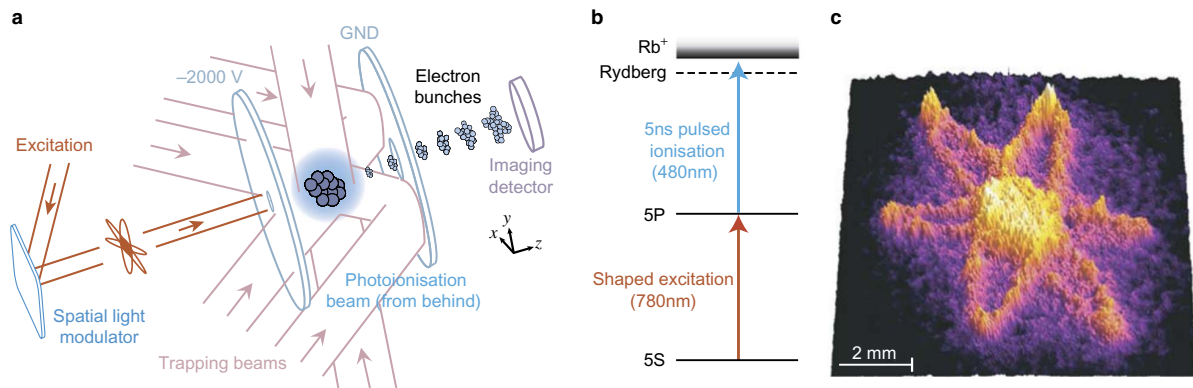 a
GND
–2000 V
Electron
bunches
Excitation
Imaging
detector
y
x
z
Photoionisation
beam (from behind)
Spatial light
modulator
Trapping beams
b
Rb+
Rydberg
5ns pulsed
ionisation
(480nm)
5P
Shaped excitation
(780nm)
5S
c
2 mm